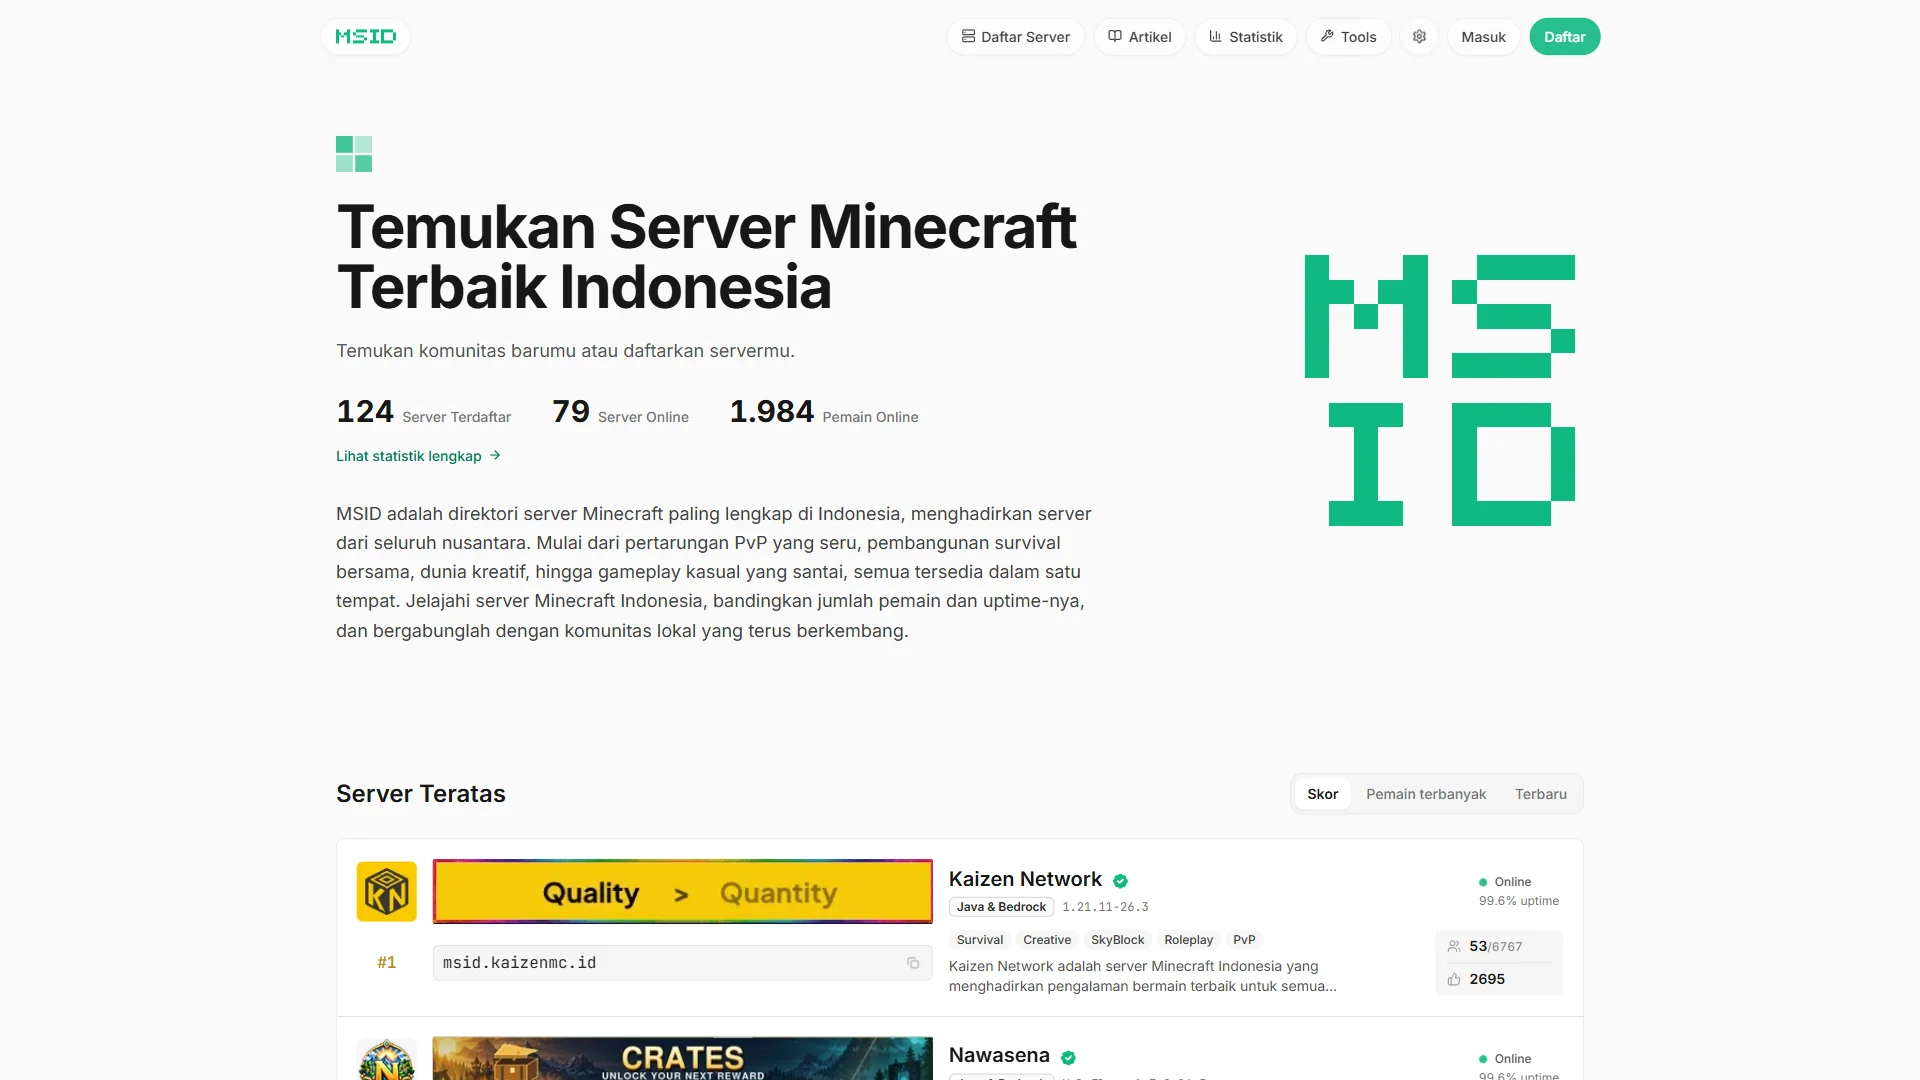 MSID
Daftar Server
Artikel
Statistik
Tools
Masuk
Daftar
Temukan Server Minecraft
Terbaik Indonesia
Temukan komunitas barumu atau daftarkan servermu.
124 Server Terdaftar
79 Server Online
1.984 Pemain Online
Lihat statistik lengkap →
MSID adalah direktori server Minecraft paling lengkap di Indonesia, menghadirkan server
dari seluruh nusantara. Mulai dari pertarungan PvP yang seru, pembangunan survival
bersama, dunia kreatif, hingga gameplay kasual yang santai, semua tersedia dalam satu
tempat. Jelajahi server Minecraft Indonesia, bandingkan jumlah pemain dan uptime-nya,
dan bergabunglah dengan komunitas lokal yang terus berkembang.
MS
ID
Server Teratas
Skor
Pemain terbanyak
Terbaru
KN
Quality > Quantity
#1
msid.kaizenmc.id
Kaizen Network
Java & Bedrock
1.21.11-26.3
Survival
Creative
SkyBlock
Roleplay
PvP
Kaizen Network adalah server Minecraft Indonesia yang
menghadirkan pengalaman bermain terbaik untuk semua...
Online
99.6% uptime
53/6767
2695
N
CRATES
UNLOCK YOUR NEXT REWARD
Nawasena
Online
99.6% uptime